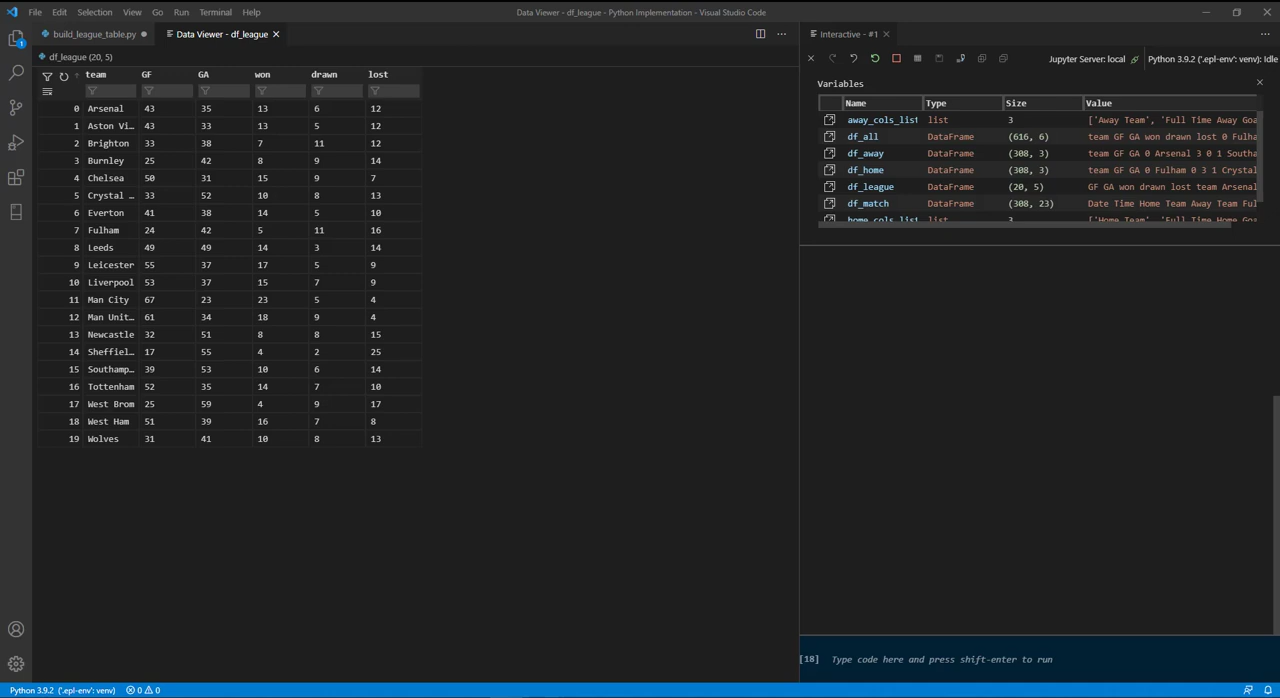 File Edit Selection View Go Run Terminal Help Data Viewer - df_league - Python Implementation - Visual Studio Code
build_league_table.py Data Viewer - df_league Interactive - #1
df_league (20, 5) Jupyter Server: local Python 3.9.2 ('.epl-env': venv): Idle
team GF GA won drawn lost
0 Arsenal 43 35 13 6 12
1 Aston Vi… 43 33 13 5 12
2 Brighton 33 38 7 11 12
3 Burnley 25 42 8 9 14
4 Chelsea 50 31 15 9 7
5 Crystal … 33 52 10 8 13
6 Everton 41 38 14 5 10
7 Fulham 24 42 5 11 16
8 Leeds 49 49 14 3 14
9 Leicester 55 37 17 5 9
10 Liverpool 53 37 15 7 9
11 Man City 67 23 23 5 4
12 Man Unit… 61 34 18 9 4
13 Newcastle 32 51 8 8 15
14 Sheffiel… 17 55 4 2 25
15 Southamp… 39 53 10 6 14
16 Tottenham 52 35 14 7 10
17 West Brom 25 59 4 9 17
18 West Ham 51 39 16 7 8
19 Wolves 31 41 10 8 13
Variables
Name Type Size Value
away_cols_list list 3 ['Away Team', 'Full Time Away Goa
df_all DataFrame (616, 6) team GF GA won drawn lost 0 Fulha
df_away DataFrame (308, 3) team GF GA 0 Arsenal 3 0 1 Southa
df_home DataFrame (308, 3) team GF GA 0 Fulham 0 3 1 Crystal
df_league DataFrame (20, 5) GF GA won drawn lost team Arsenal
df_match DataFrame (308, 23) Date Time Home Team Away Team Ful
home_cols_list list 3 ['Home Team', 'Full Time Home Goa
[18] Type code here and press shift-enter to run
1
Python 3.9.2 ('.epl-env': venv) 0 0